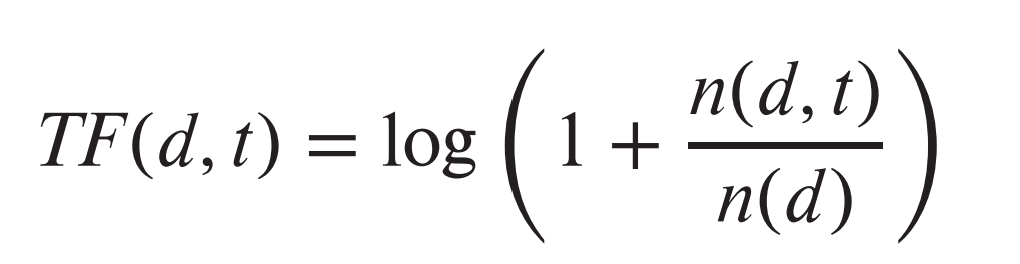 TF(d, t) = log ( 1 + n(d, t) / n(d) )